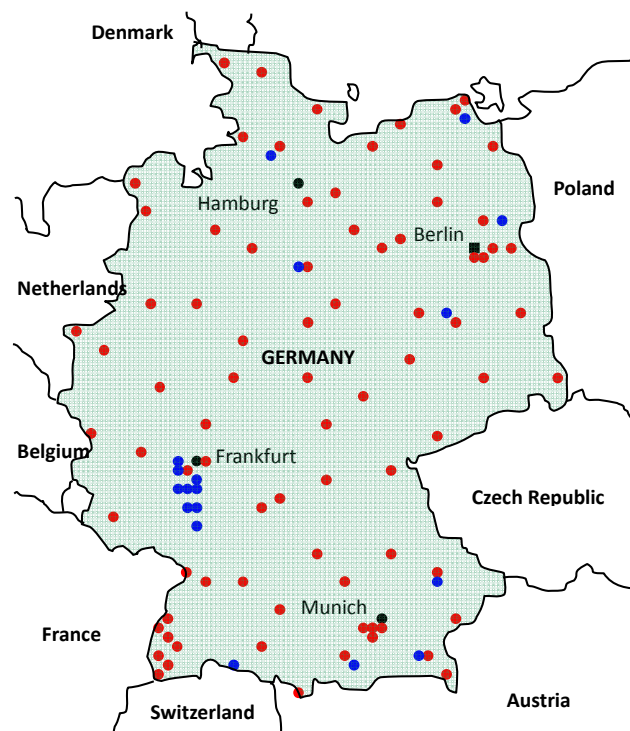 Denmark
Poland
Hamburg
Berlin
Netherlands
GERMANY
Belgium
Frankfurt
Czech Republic
Munich
France
Austria
Switzerland